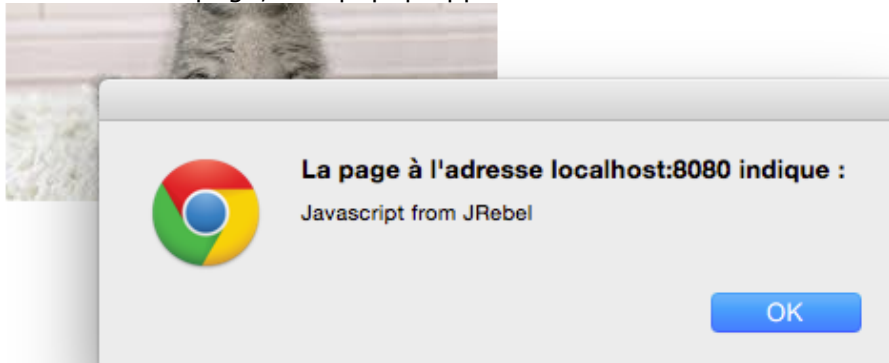 La page à l'adresse localhost:8080 indique :
Javascript from JRebel
OK